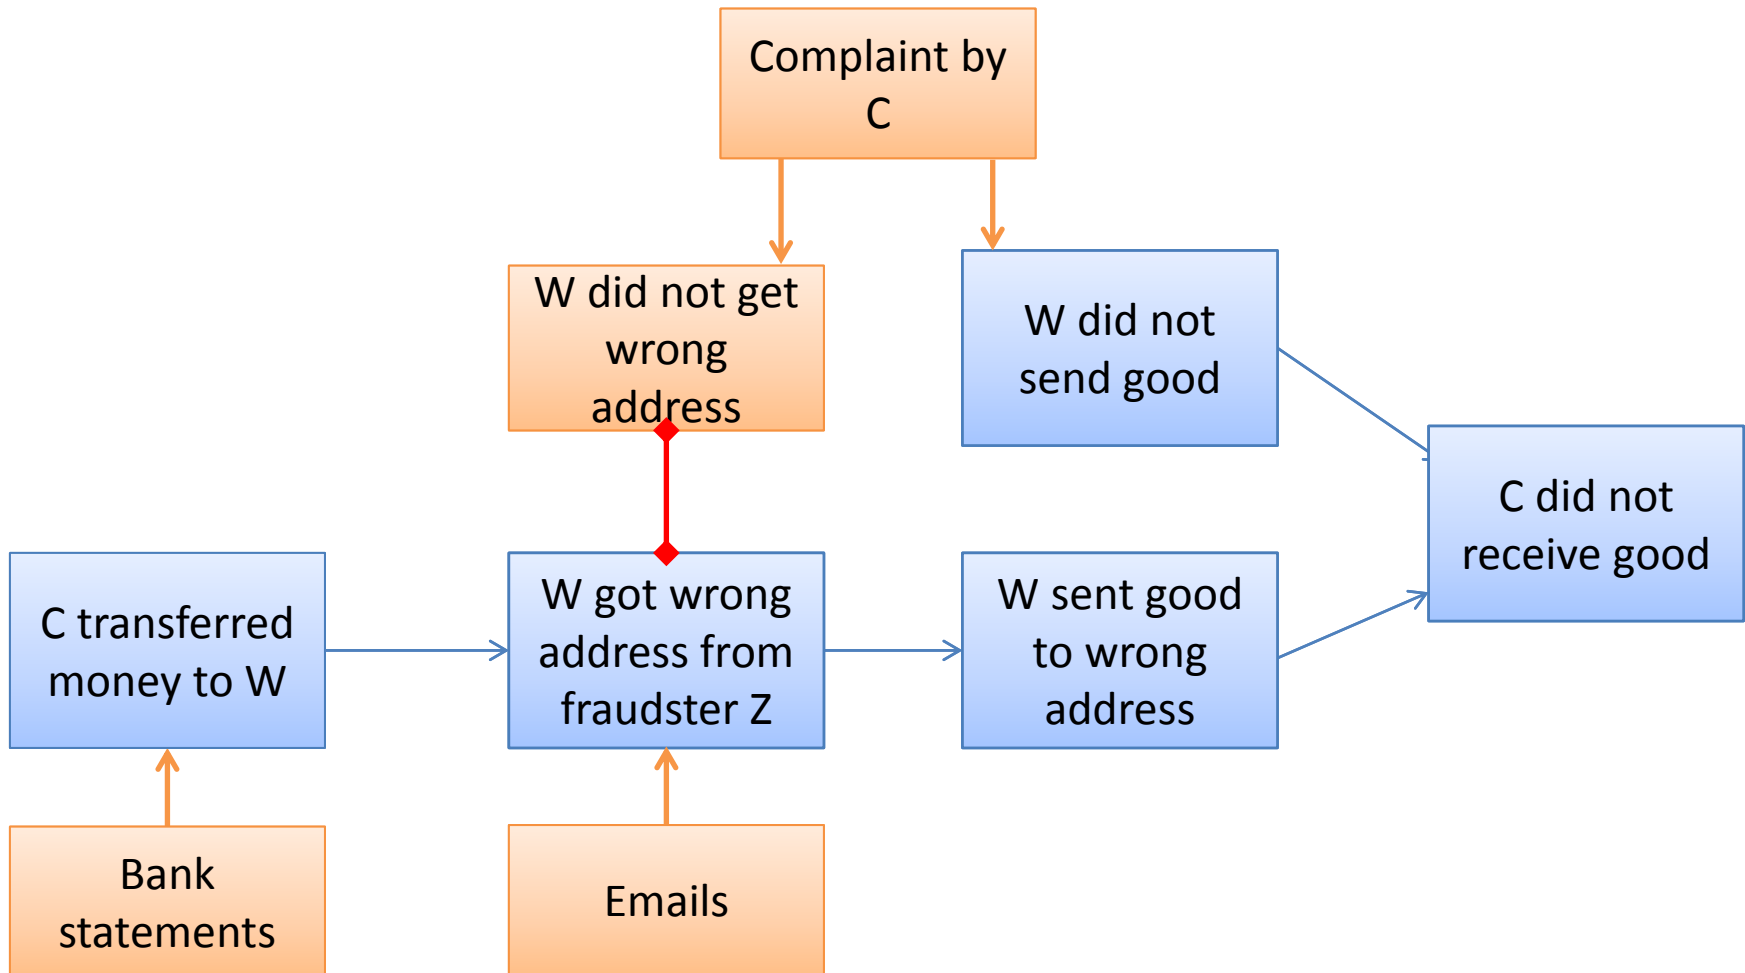 Complaint by
C
W did not get
wrong
address
W did not
send good
C did not
receive good
C transferred
money to W
W got wrong
address from
fraudster Z
W sent good
to wrong
address
Bank
statements
Emails